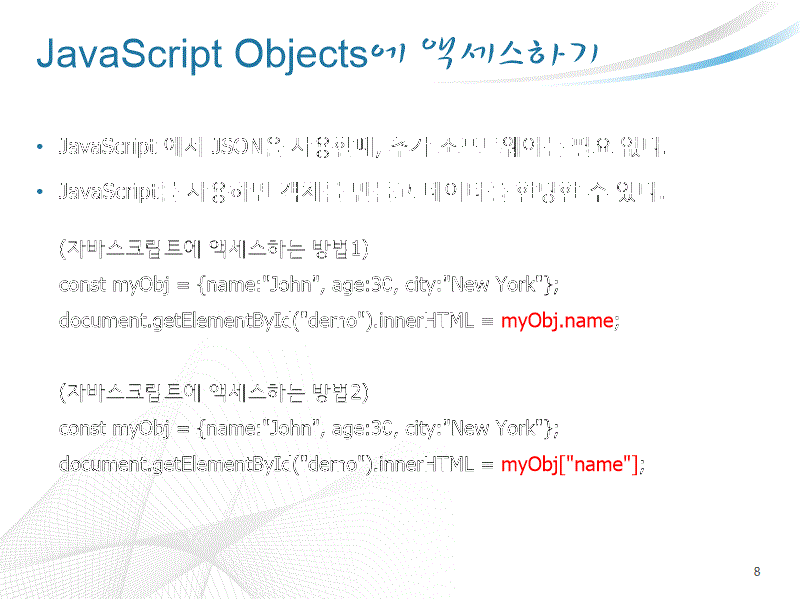 JavaScript Objects에 액세스하기
• JavaScript 에서 JSON을 사용할때, 추가 소프트웨어는필요 있다.
• JavaScript를 사용하면 객체를 만들고 데이터를 할당할 수 있다.
(자바스크립트에 액세스하는 방법1)
const myObj = {name:"John", age:30, city:"New York"};
document.getElementById("demo").innerHTML = myObj.name;
(자바스크립트에 액세스하는 방법2)
const myObj = {name:"John", age:30, city:"New York"};
document.getElementById("demo").innerHTML = myObj["name"];
8